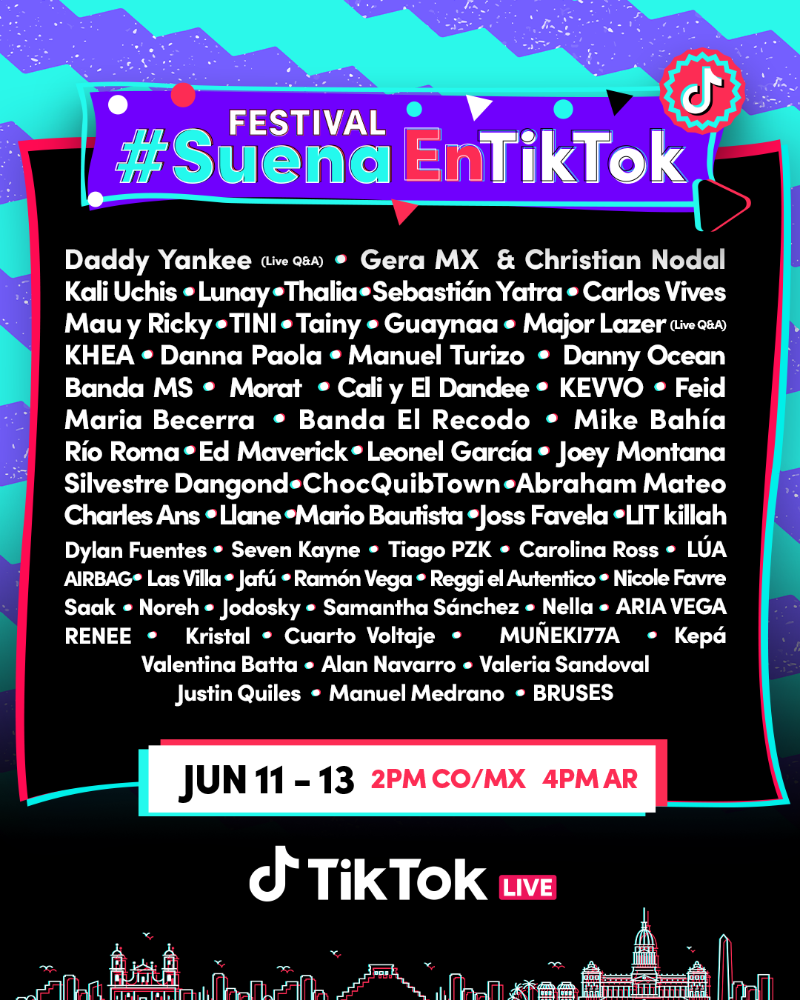 FESTIVAL
#Suena En TikTok
Daddy Yankee (Live Q&A) • Gera MX & Christian Nodal
Kali Uchis • Lunay • Thalia • Sebastián Yatra • Carlos Vives
Mau y Ricky • TINI • Tainy • Guaynaa • Major Lazer (Live Q&A)
KHEA • Danna Paola • Manuel Turizo • Danny Ocean
Banda MS • Morat • Cali y El Dandee • KEVVO • Feid
Maria Becerra • Banda El Recodo • Mike Bahía
Río Roma • Ed Maverick • Leonel García • Joey Montana
Silvestre Dangond • ChocQuibTown • Abraham Mateo
Charles Ans • Llane • Mario Bautista • Joss Favela • LIT killah
Dylan Fuentes • Seven Kayne • Tiago PZK • Carolina Ross • LÚA
AIRBAG • Las Villa • Jafú • Ramón Vega • Reggi el Autentico • Nicole Favre
Saak • Noreh • Jodosky • Samantha Sánchez • Nella • ARIA VEGA
RENEE • Kristal • Cuarto Voltaje • MUÑEKI77A • Kepá
Valentina Batta • Alan Navarro • Valeria Sandoval
Justin Quiles • Manuel Medrano • BRUSES
JUN 11 - 13 2PM CO/MX 4PM AR
TikTok LIVE